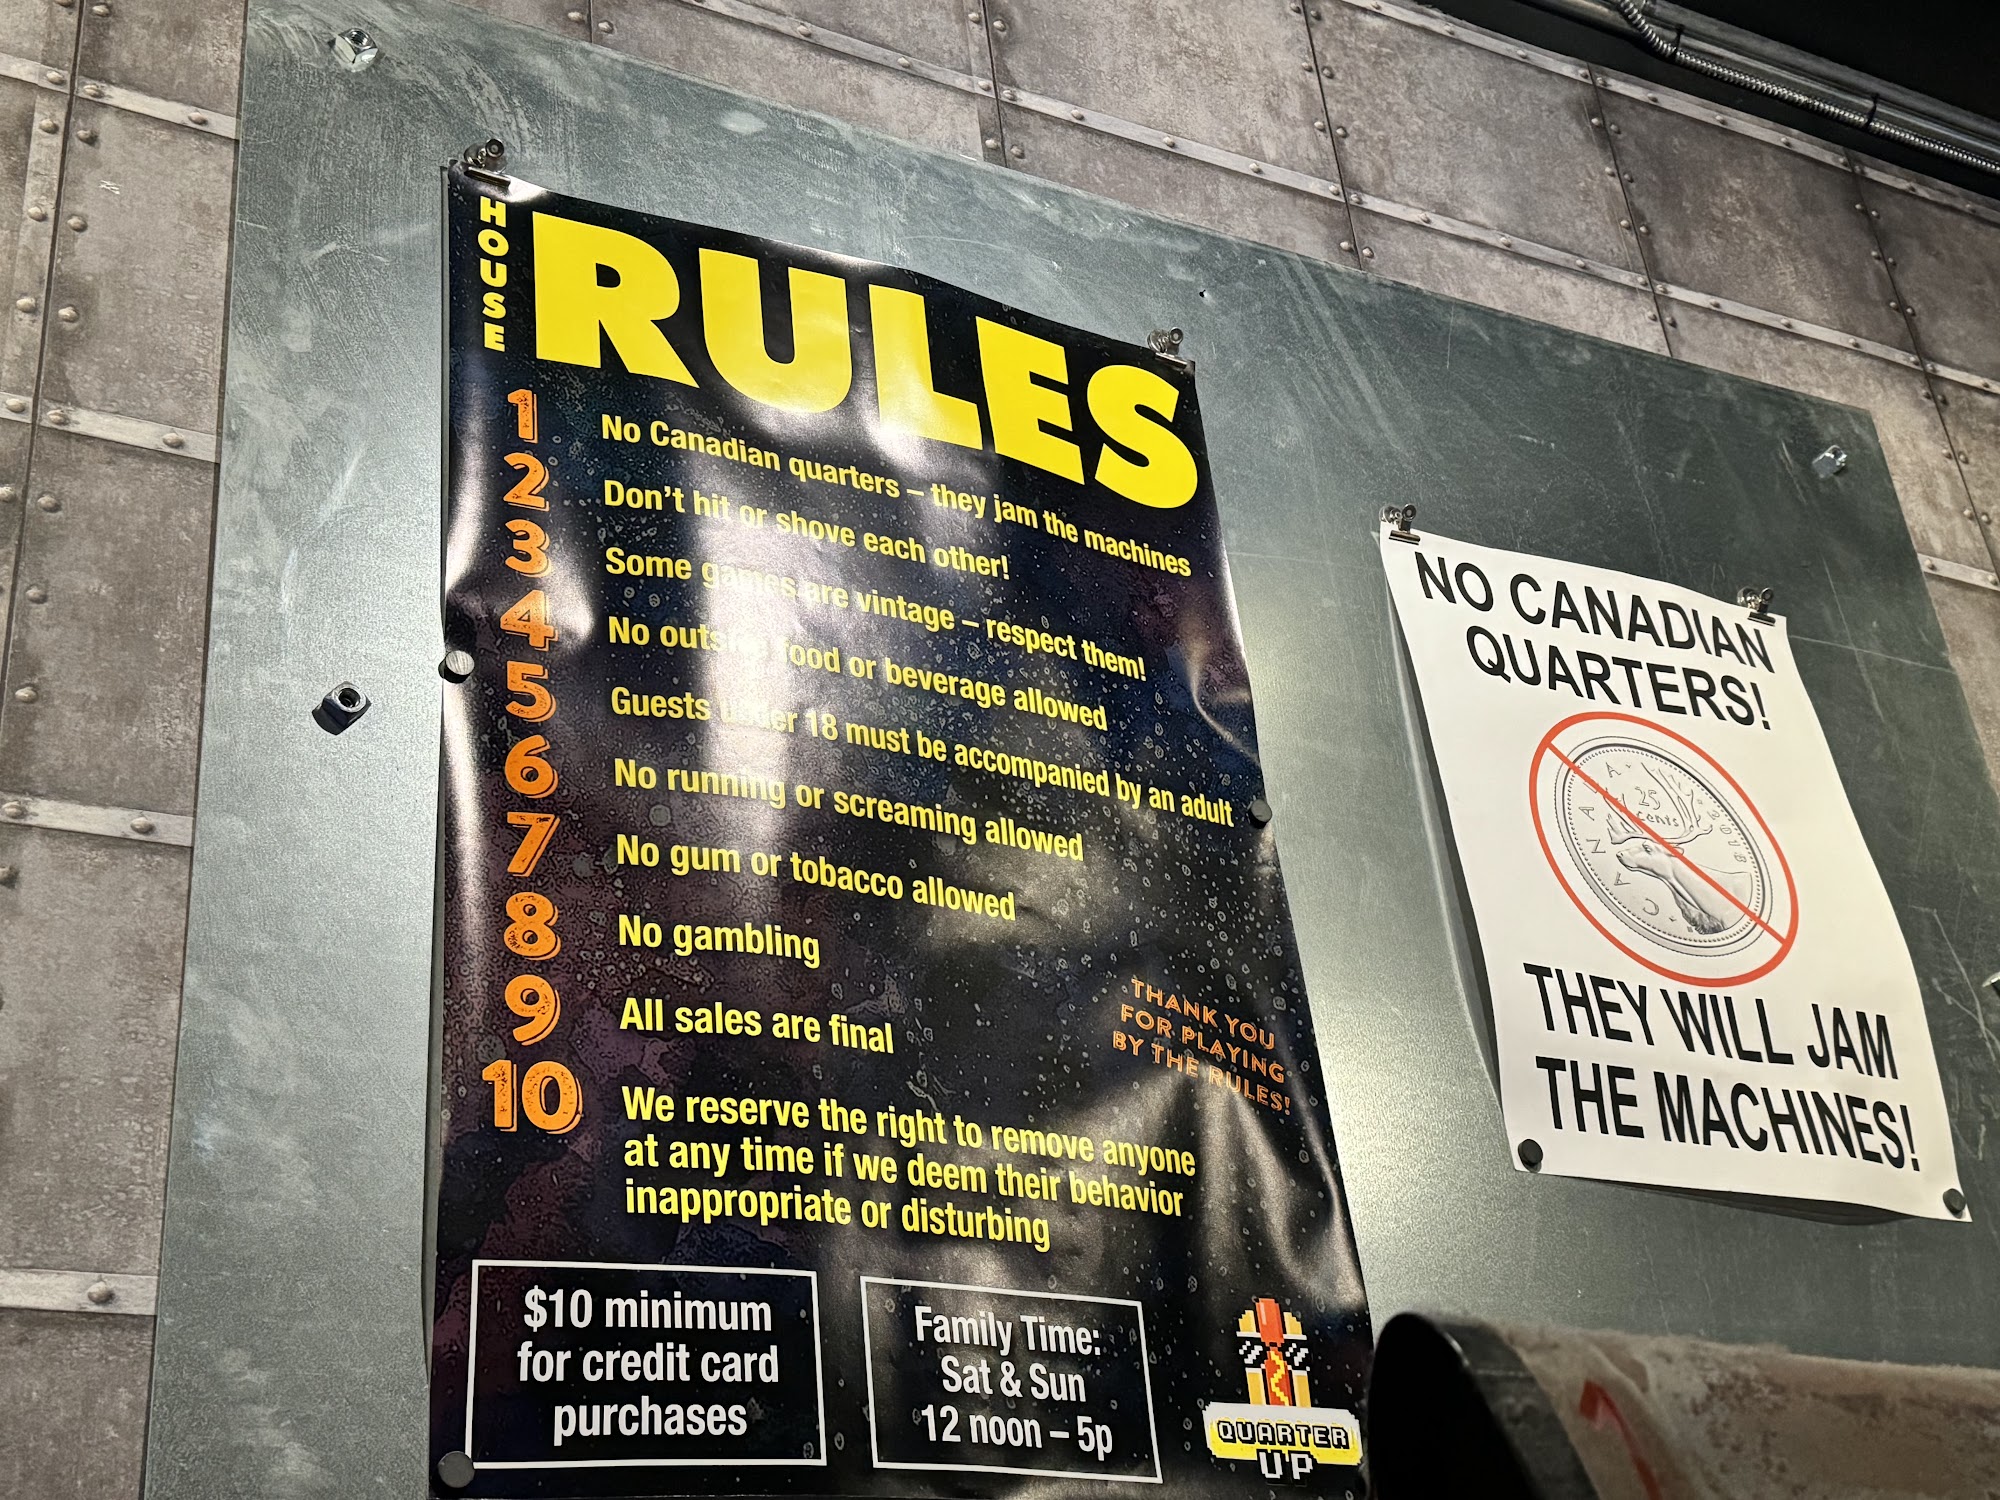 HOUSE
RULES
1 No Canadian quarters – they jam the machines
2 Don't hit or shove each other!
3 Some games are vintage – respect them!
4 No outside food or beverage allowed
5 Guests under 18 must be accompanied by an adult
6 No running or screaming allowed
7 No gum or tobacco allowed
8 No gambling
9 All sales are final
10 We reserve the right to remove anyone
at any time if we deem their behavior
inappropriate or disturbing
THANK YOU
FOR PLAYING
BY THE RULES!
$10 minimum
for credit card
purchases
Family Time:
Sat & Sun
12 noon – 5p
QUARTER
UP
NO CANADIAN
QUARTERS!
CANADA
25
cents
2018
THEY WILL JAM
THE MACHINES!